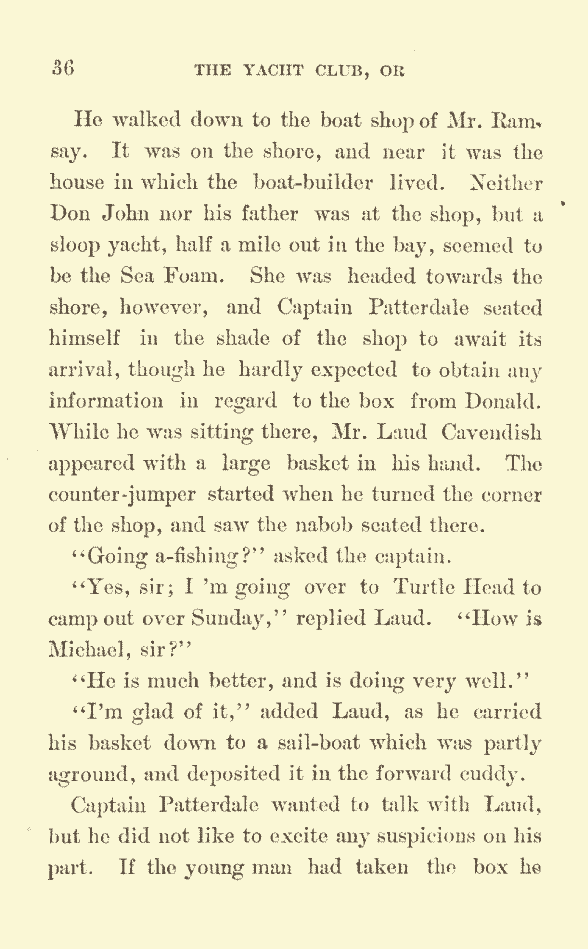 36 THE YACHT CLUB, OR
He walked down to the boat shop of Mr. Ram-
say. It was on the shore, and near it was the
house in which the boat-builder lived. Neither
Don John nor his father was at the shop, but a
sloop yacht, half a mile out in the bay, seemed to
be the Sea Foam. She was headed towards the
shore, however, and Captain Patterdale seated
himself in the shade of the shop to await its
arrival, though he hardly expected to obtain any
information in regard to the box from Donald.
While he was sitting there, Mr. Laud Cavendish
appeared with a large basket in his hand. The
counter-jumper started when he turned the corner
of the shop, and saw the nabob seated there.
"Going a-fishing?" asked the captain.
"Yes, sir; I 'm going over to Turtle Head to
camp out over Sunday," replied Laud. "How is
Michael, sir?"
"He is much better, and is doing very well."
"I'm glad of it," added Laud, as he carried
his basket down to a sail-boat which was partly
aground, and deposited it in the forward cuddy.
Captain Patterdale wanted to talk with Laud,
but he did not like to excite any suspicions on his
part. If the young man had taken the box he